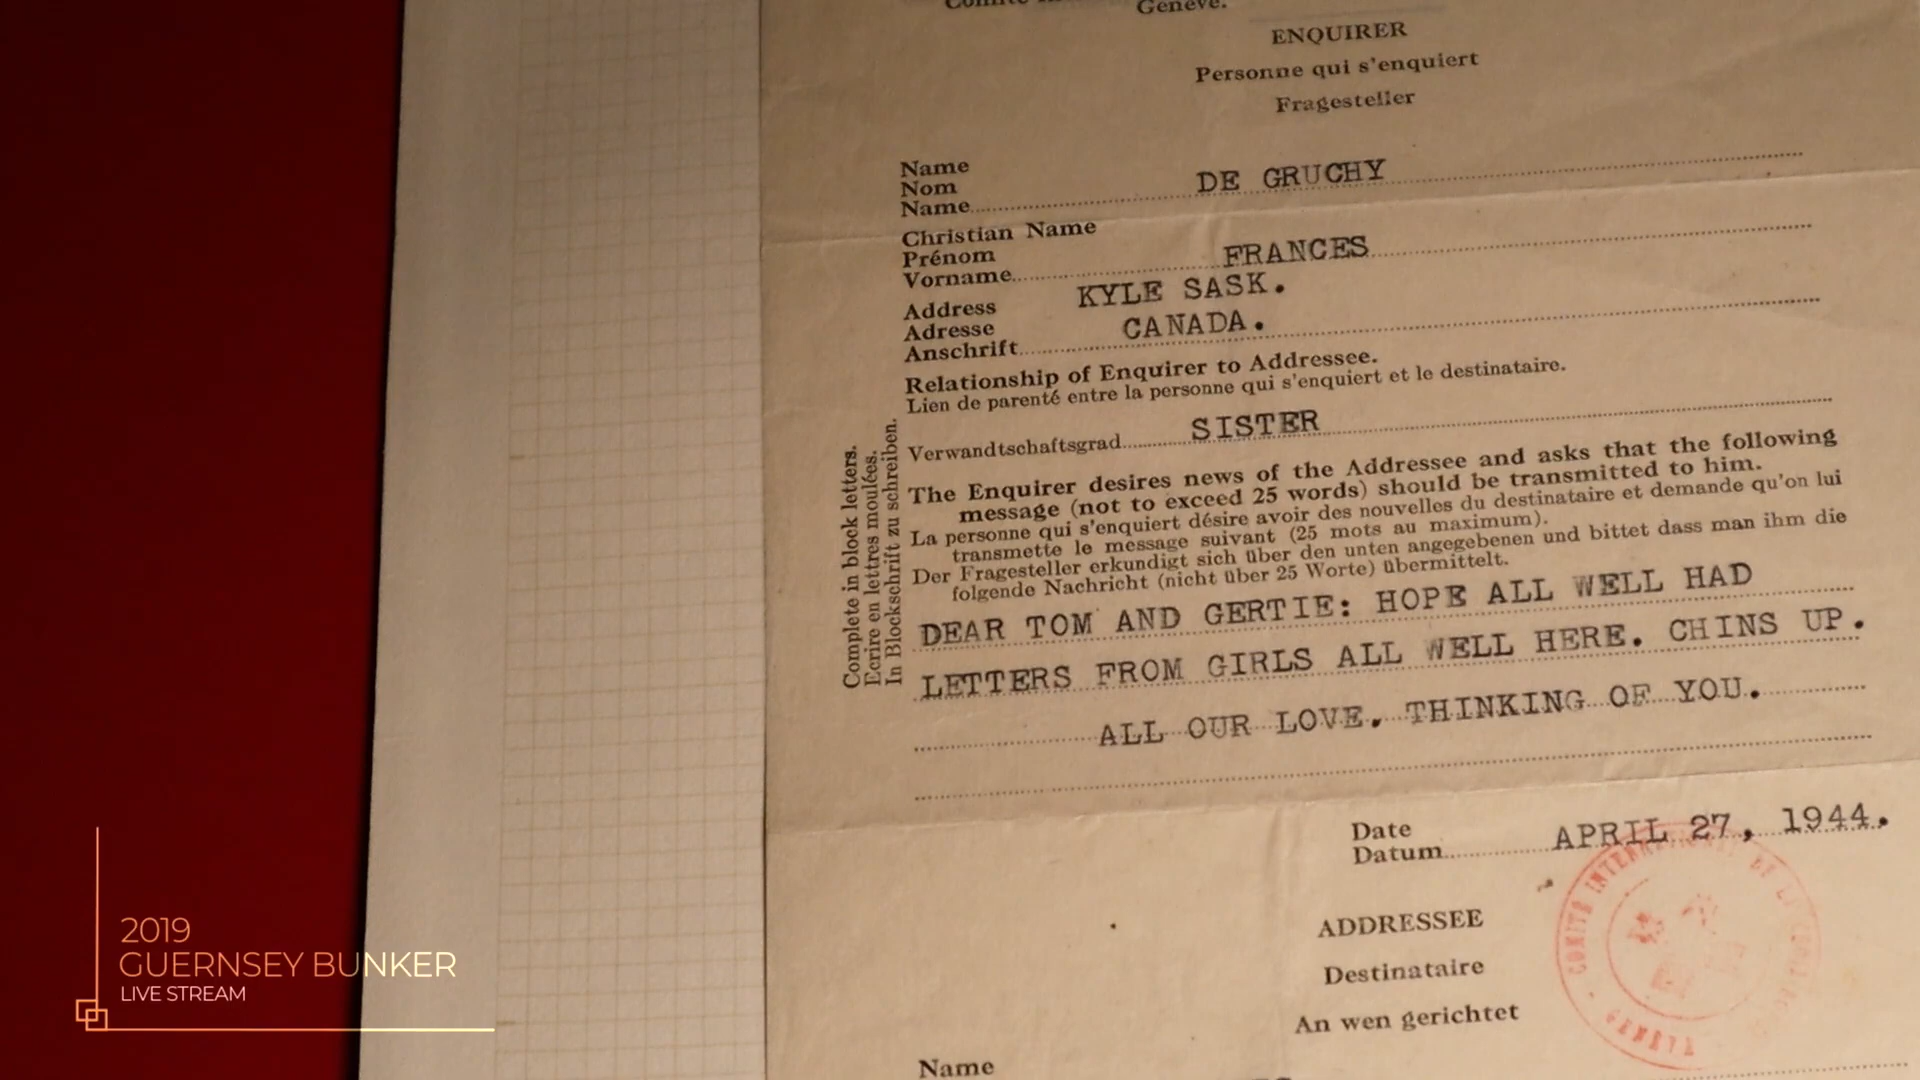 Genève.
ENQUIRER
Personne qui s'enquiert
Fragesteller
Name
Nom
Name
DE GRUCHY
Christian Name
Prénom
Vorname
FRANCES
Address
Adresse
Anschrift
KYLE SASK.
CANADA.
Relationship of Enquirer to Addressee.
Lien de parenté entre la personne qui s'enquiert et le destinataire.
Verwandtschaftsgrad SISTER
The Enquirer desires news of the Addressee and asks that the following
message (not to exceed 25 words) should be transmitted to him.
La personne qui s'enquiert désire avoir des nouvelles du destinataire et demande qu'on lui
transmette le message suivant (25 mots au maximum).
Der Fragesteller erkundigt sich über den unten angegebenen und bittet dass man ihm die
folgende Nachricht (nicht über 25 Worte) übermittelt.
DEAR TOM AND GERTIE: HOPE ALL WELL HAD
LETTERS FROM GIRLS ALL WELL HERE. CHINS UP.
ALL OUR LOVE. THINKING OF YOU.
Complete in block letters.
Ecrire en lettres moulées.
In Blockschrift zu schreiben.
Date
Datum
APRIL 27, 1944.
ADDRESSEE
Destinataire
An wen gerichtet
Name
COMITÉ INTERNATIONAL DE
GENÈVE
2019
GUERNSEY BUNKER
LIVE STREAM